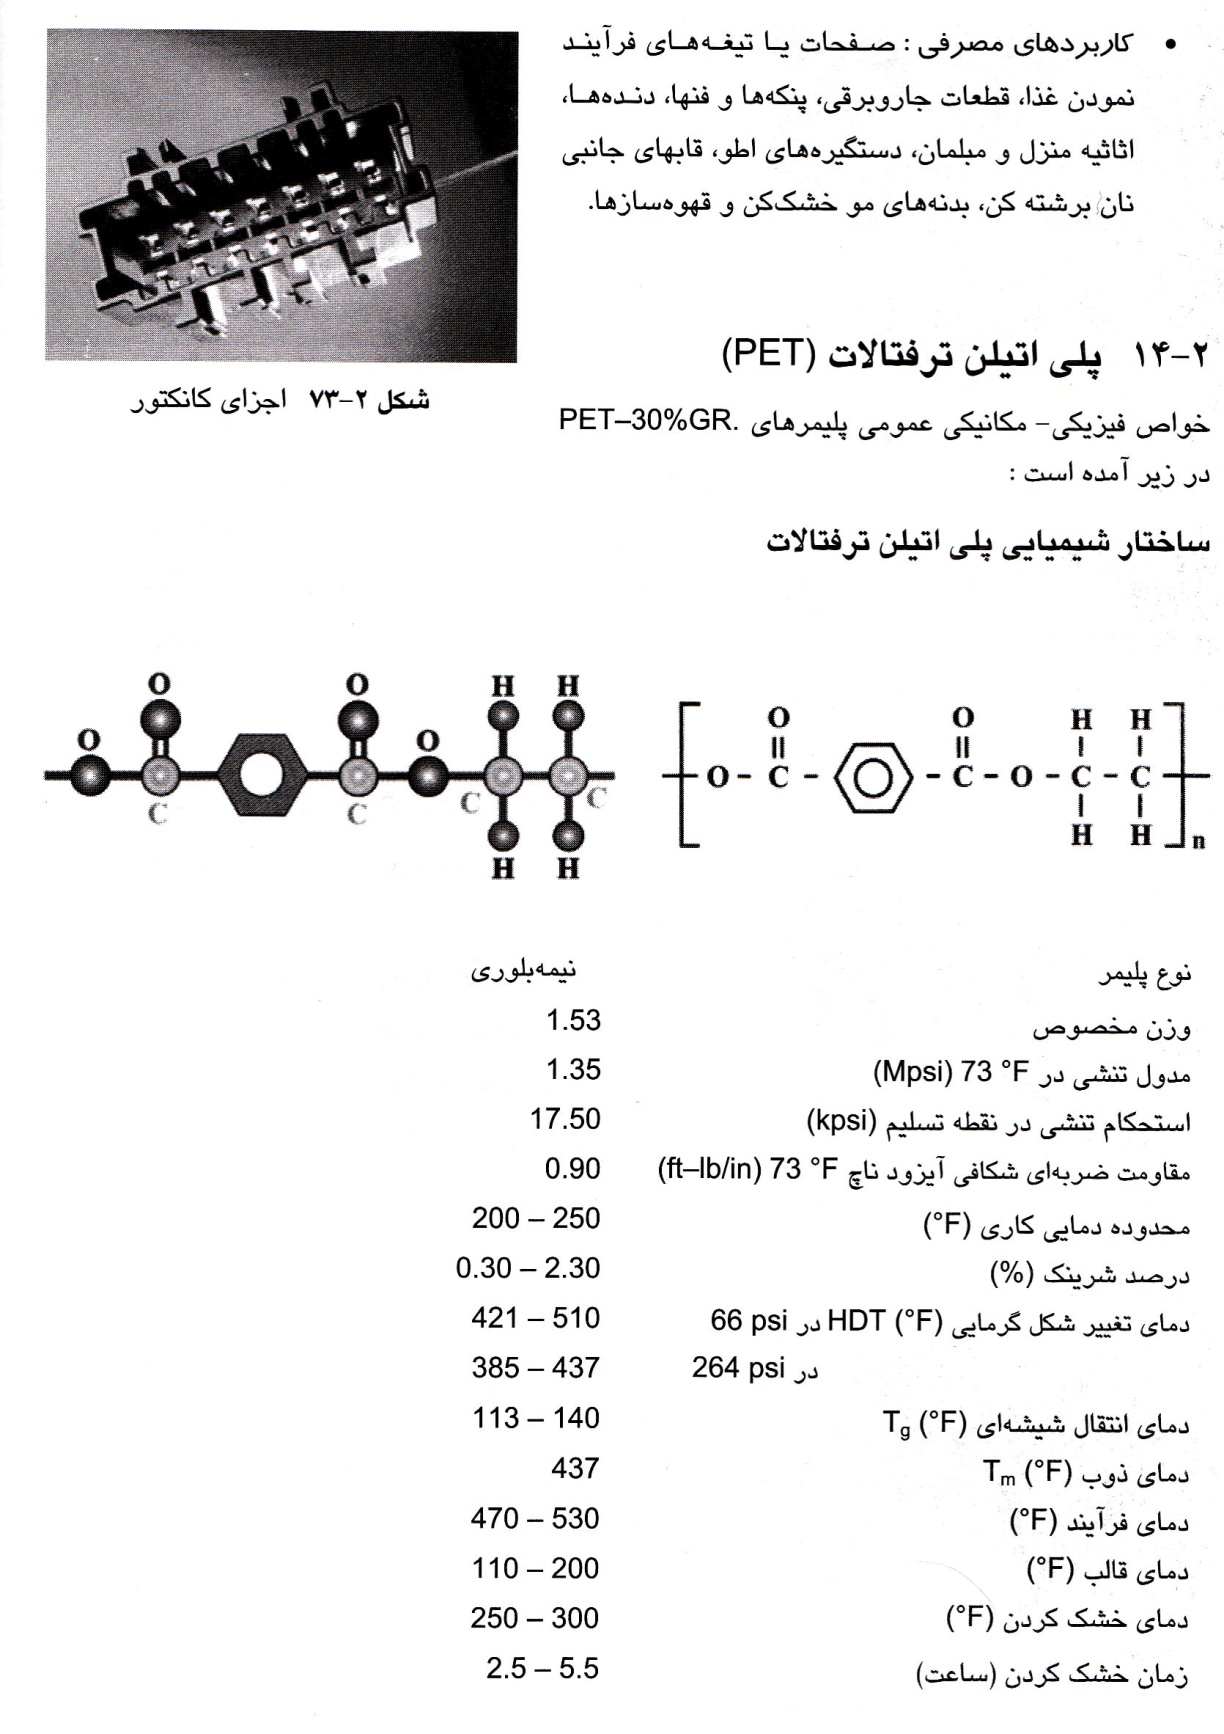 • کاربردهای مصرفی : صفحات یا تیغه‌های فرآیند
نمودن غذا، قطعات جاروبرقی، پنکه‌ها و فنها، دنده‌ها،
اثاثیه منزل و مبلمان، دستگیره‌های اطو، قابهای جانبی
نان برشته کن، بدنه‌های مو خشک‌کن و قهوه‌سازها.
شکل ۲-۷۳ اجزای کانکتور
۲-۱۴ پلی اتیلن ترفتالات (PET)
خواص فیزیکی- مکانیکی عمومی پلیمرهای PET–30%GR.
در زیر آمده است :
ساختار شیمیایی پلی اتیلن ترفتالات
O O H H
O O
C C C C
H H
O O H H
O - C - - C - O - C - C
H H n
نوع پلیمر نیمه‌بلوری
وزن مخصوص 1.53
مدول تنشی در 73 °F (Mpsi) 1.35
استحکام تنشی در نقطه تسلیم (kpsi) 17.50
مقاومت ضربه‌ای شکافی آیزود ناچ 73 °F (ft–lb/in) 0.90
محدوده دمایی کاری (°F) 200 – 250
درصد شرینک (%) 0.30 – 2.30
دمای تغییر شکل گرمایی HDT (°F) در 66 psi 421 – 510
در 264 psi 385 – 437
دمای انتقال شیشه‌ای Tg (°F) 113 – 140
دمای ذوب Tm (°F) 437
دمای فرآیند (°F) 470 – 530
دمای قالب (°F) 110 – 200
دمای خشک کردن (°F) 250 – 300
زمان خشک کردن (ساعت) 2.5 – 5.5